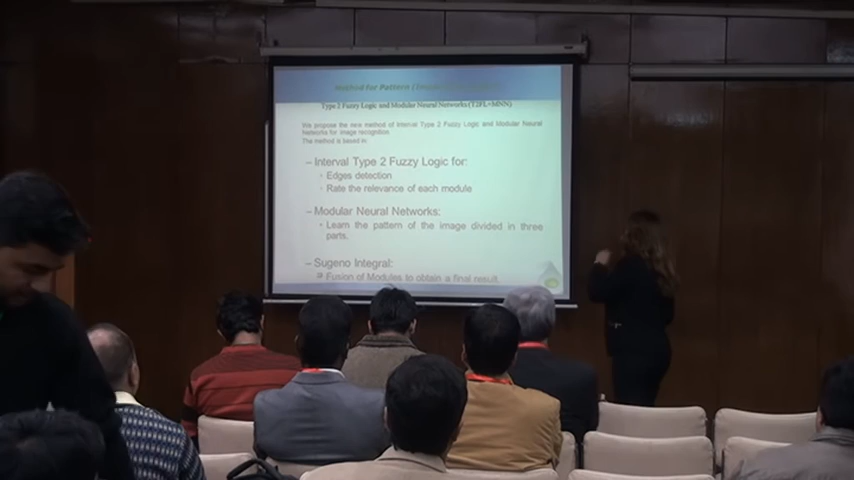 Method for Pattern
Type 2 Fuzzy Logic and Modular Neural Networks (T2FL+MNN)
We propose the new method of Interval Type 2 Fuzzy Logic and Modular Neural
Networks for image recognition
The method is based in:
– Interval Type 2 Fuzzy Logic for:
• Edges detection
• Rate the relevance of each module
– Modular Neural Networks:
• Learn the pattern of the image divided in three
parts.
– Sugeno Integral:
Fusion of Modules to obtain a final result.